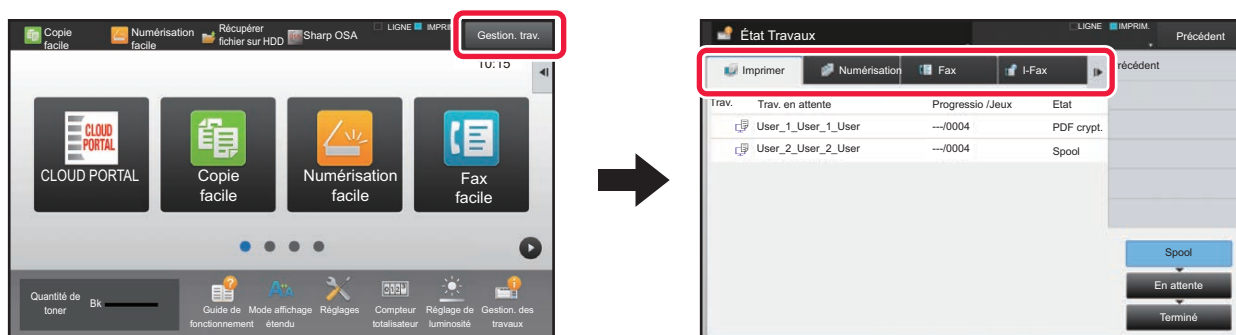 Copie
facile
Numérisation
facile
Récupérer
fichier sur HDD
Sharp OSA
LIGNE
Gestion. trav.
10:15
CLOUD
PORTAL
CLOUD PORTAL
Copie
facile
Numérisation
facile
Fax
facile
Quantité de
toner
Bk
Guide de
fonctionnement
Mode affichage
étendu
Réglages
Compteur
totalisateur
Réglage de
luminosité
Gestion. des
travaux
État Travaux
LIGNE
IMPRIM.
Précédent
Imprimer
Numérisation
Fax
I-Fax
récédent
Trav.
Trav. en attente
Progressio /Jeux
Etat
User_1_User_1_User
---/0004
PDF crypt.
User_2_User_2_User
---/0004
Spool
Spool
En attente
Terminé